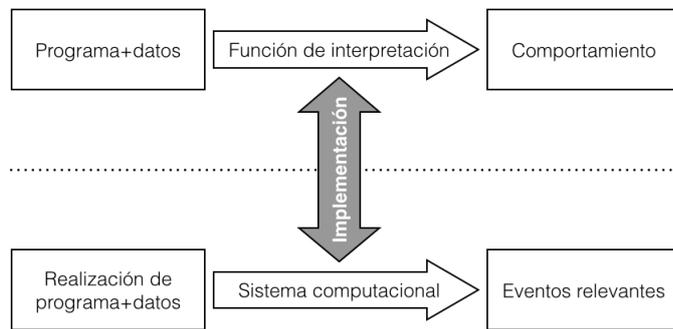 Programa+datos
Función de interpretación
Comportamiento
Implementación
Realización de
programa+datos
Sistema computacional
Eventos relevantes